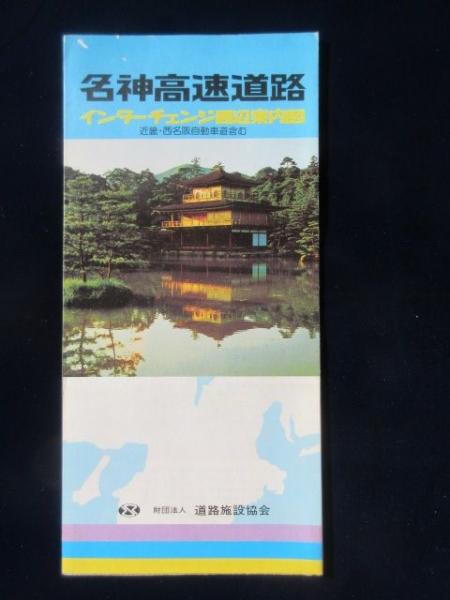 名神高速道路
インターチェンジ周辺案内図
近畿・西名阪自動車道含む
財団法人 道路施設協会